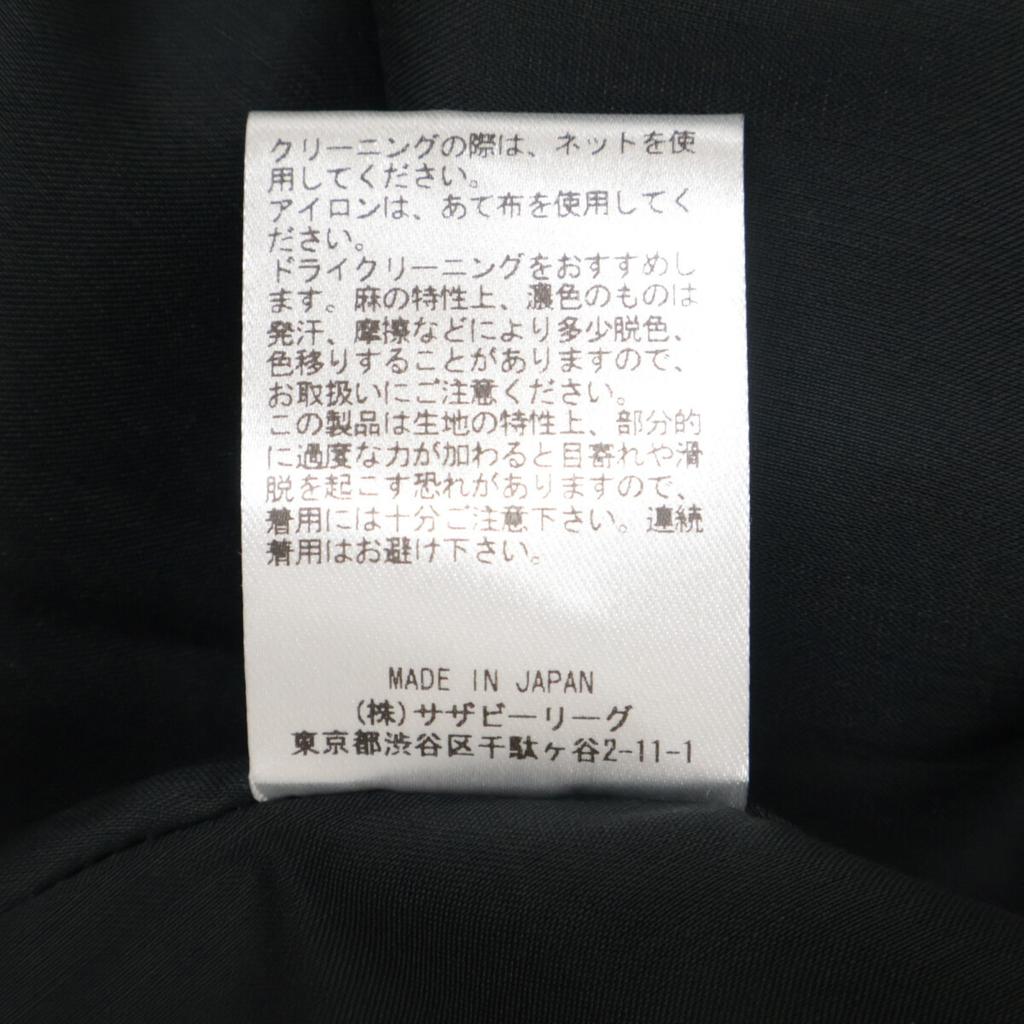 クリーニングの際は、ネットを使
用してください。
アイロンは、あて布を使用してく
ださい。
ドライクリーニングをおすすめし
ます。麻の特性上、濃色のものは
発汗、摩擦などにより多少脱色、
色移りすることがありますので、
お取扱いにご注意ください。
この製品は生地の特性上、部分的
に過度な力が加わると目寄れや滑
脱を起こす恐れがありますので、
着用には十分ご注意下さい。連続
着用はお避け下さい。
MADE IN JAPAN
(株)サザビーリーグ
東京都渋谷区千駄ヶ谷2-11-1